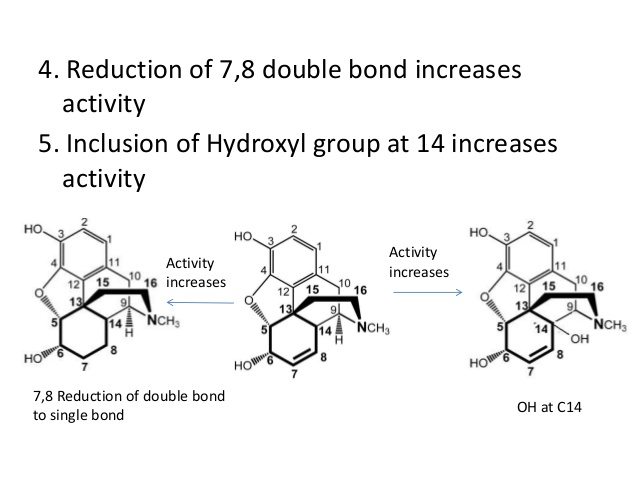 4. Reduction of 7,8 double bond increases
activity
5. Inclusion of Hydroxyl group at 14 increases
activity
HO 3 2 1 4 11 12 10 15 16 O 13 9 5 14 H N CH3 HO 6 8 7
Activity
increases
HO 3 2 1 4 11 12 10 15 16 O 13 9 5 14 H N CH3 HO 6 8 7
Activity
increases
HO 3 2 1 4 11 12 10 15 16 O 13 9 5 14 N CH3 OH HO 6 8 7
7,8 Reduction of double bond
to single bond
OH at C14